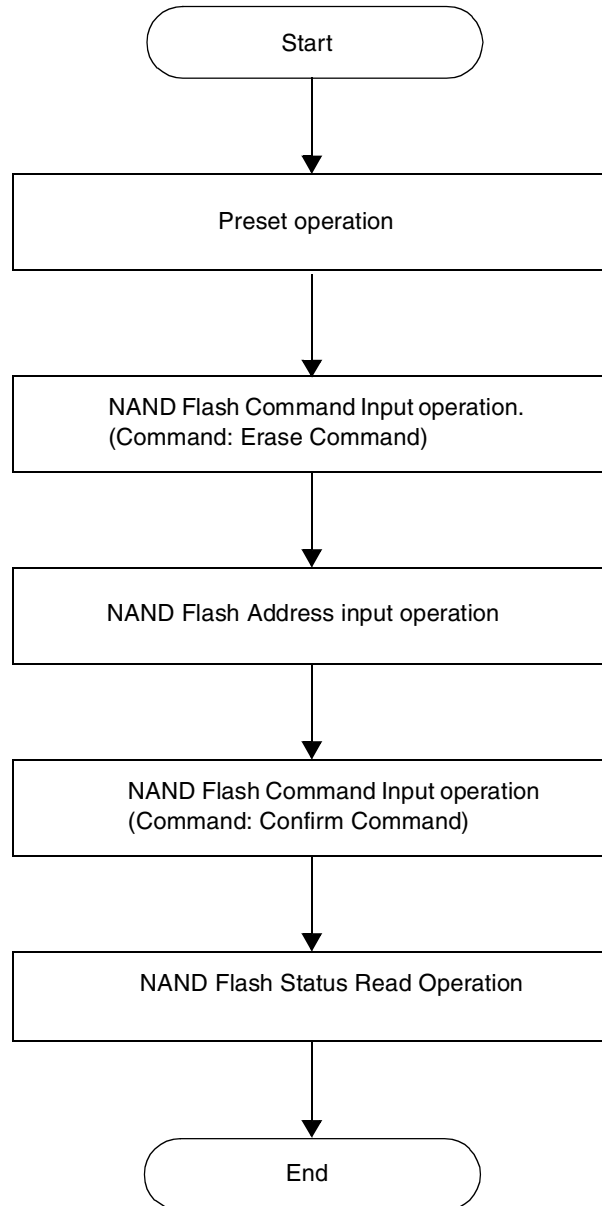 Start
Preset operation
NAND Flash Command Input operation.
(Command: Erase Command)
NAND Flash Address input operation
NAND Flash Command Input operation
(Command: Confirm Command)
NAND Flash Status Read Operation
End